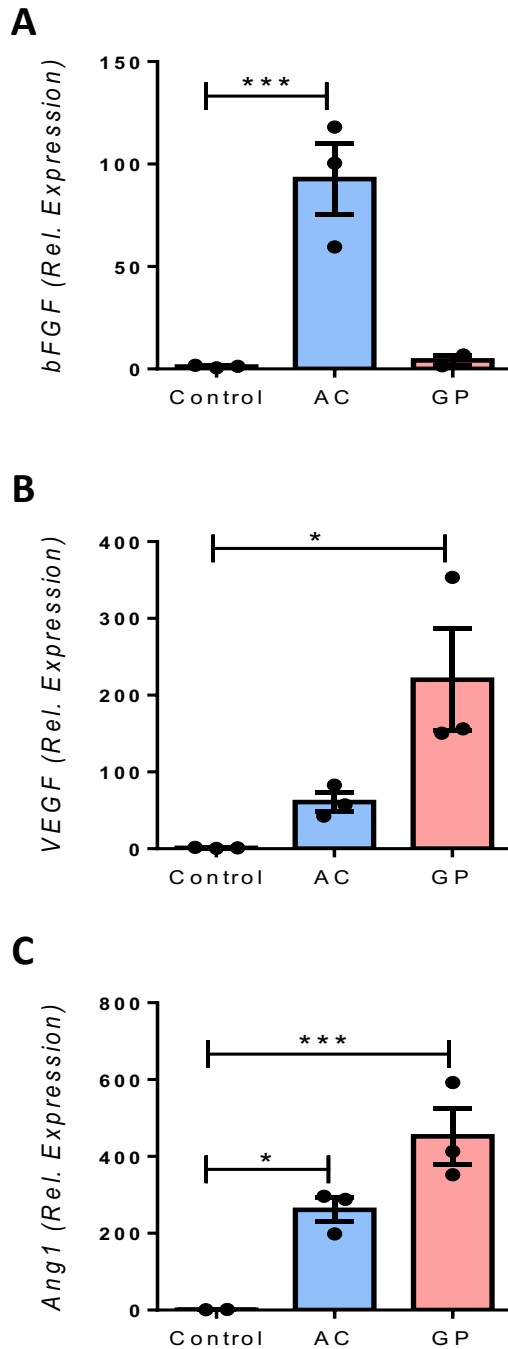 A
bFGF (Rel. Expression)
150
100
50
0
***
Control AC GP
B
VEGF (Rel. Expression)
400
300
200
100
0
*
Control AC GP
C
Ang1 (Rel. Expression)
800
600
400
200
0
***
*
Control AC GP